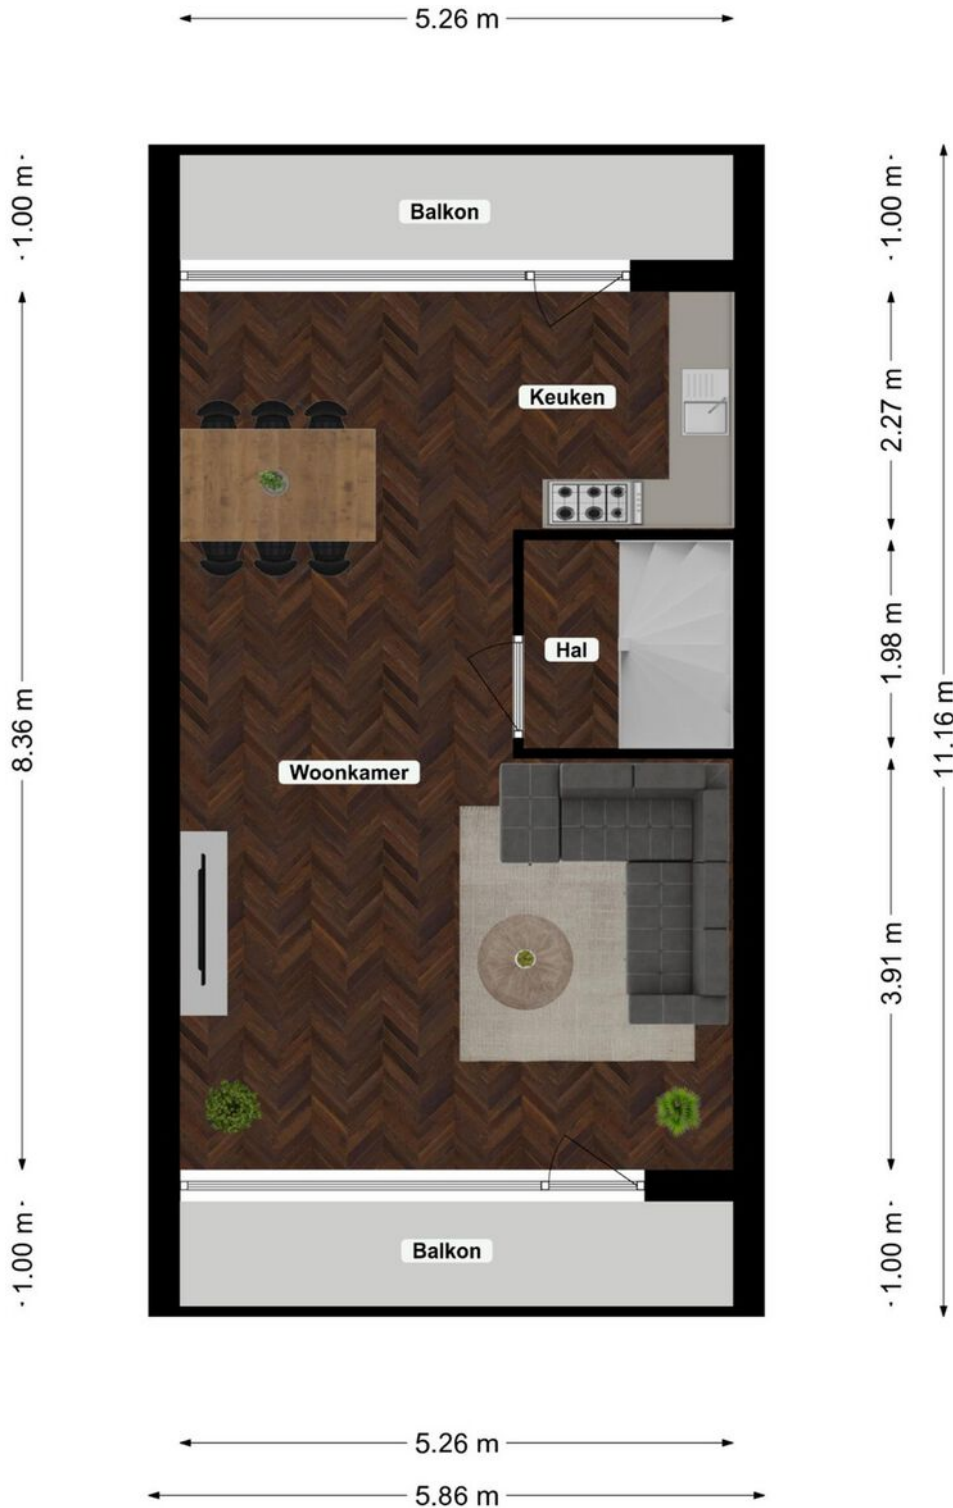 5.26 m
1.00 m
1.00 m
Balkon
Keuken
2.27 m
Hal
1.98 m
8.36 m
11.16 m
Woonkamer
3.91 m
1.00 m
1.00 m
Balkon
5.26 m
5.86 m